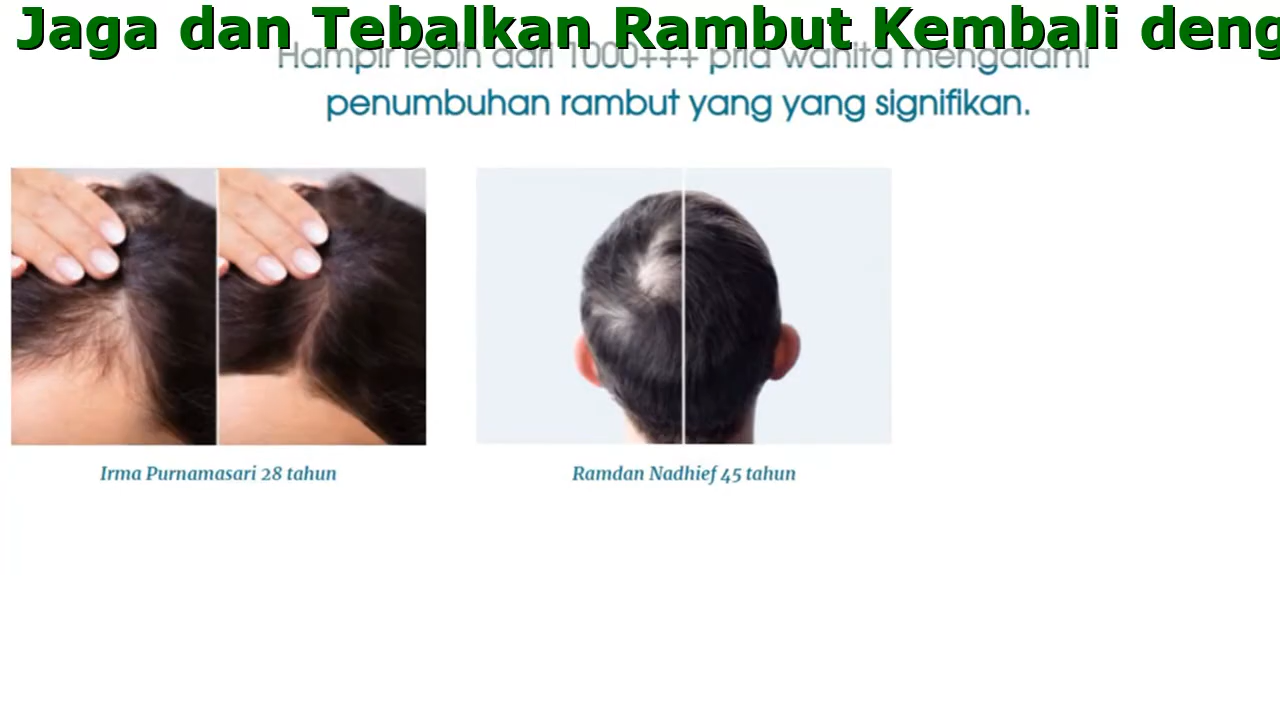 Jaga dan Tebalkan Rambut Kembali deng
Hampir lebih dari 1000+++ pria wanita mengalami
penumbuhan rambut yang yang signifikan.
Irma Purnamasari 28 tahun
Ramdan Nadhief 45 tahun